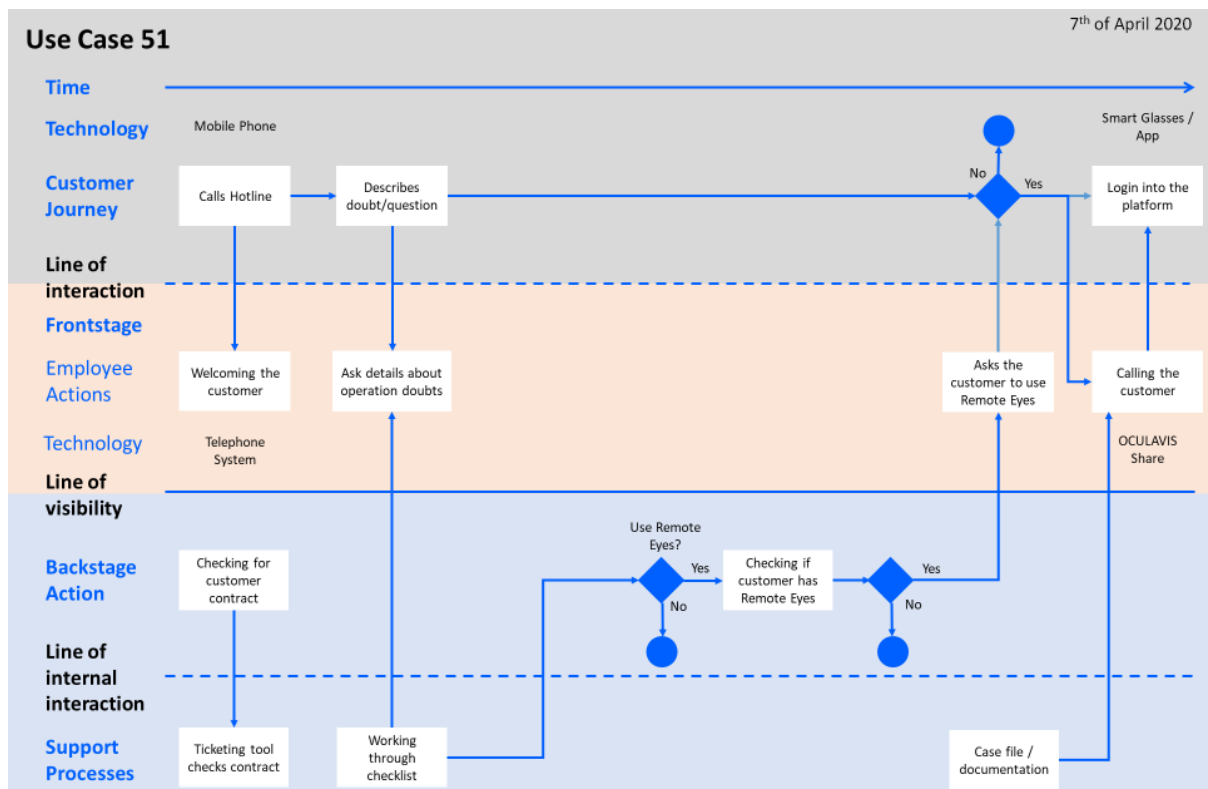 Use Case 51
7th of April 2020
Time
Technology
Mobile Phone
Smart Glasses /
App
Customer
Journey
Calls Hotline
Describes
doubt/question
No
Yes
Login into the
platform
Line of
interaction
Frontstage
Employee
Actions
Welcoming the
customer
Ask details about
operation doubts
Asks the
customer to use
Remote Eyes
Calling the
customer
Technology
Telephone
System
OCULAVIS
Share
Line of
visibility
Backstage
Action
Checking for
customer
contract
Use Remote
Eyes?
Yes
No
Checking if
customer has
Remote Eyes
Yes
No
Line of
internal
interaction
Support
Processes
Ticketing tool
checks contract
Working
through
checklist
Case file /
documentation